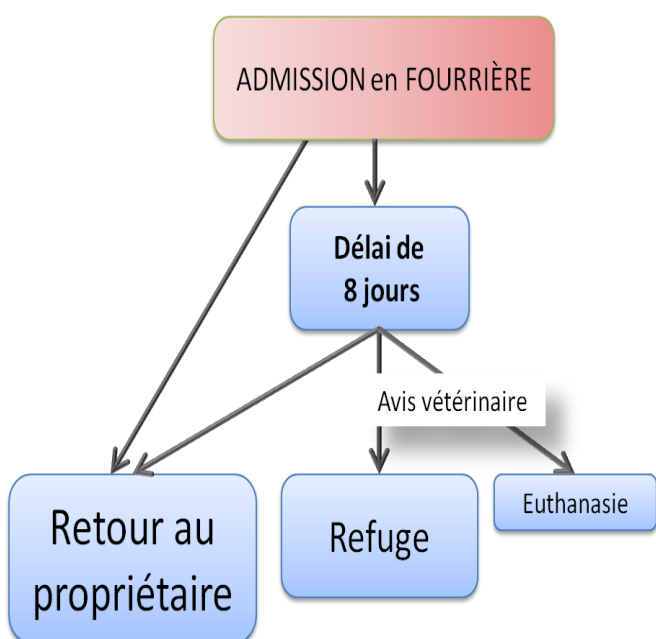 ADMISSION en FOURRIÈRE
Délai de
8 jours
Avis vétérinaire
Retour au
propriétaire
Refuge
Euthanasie